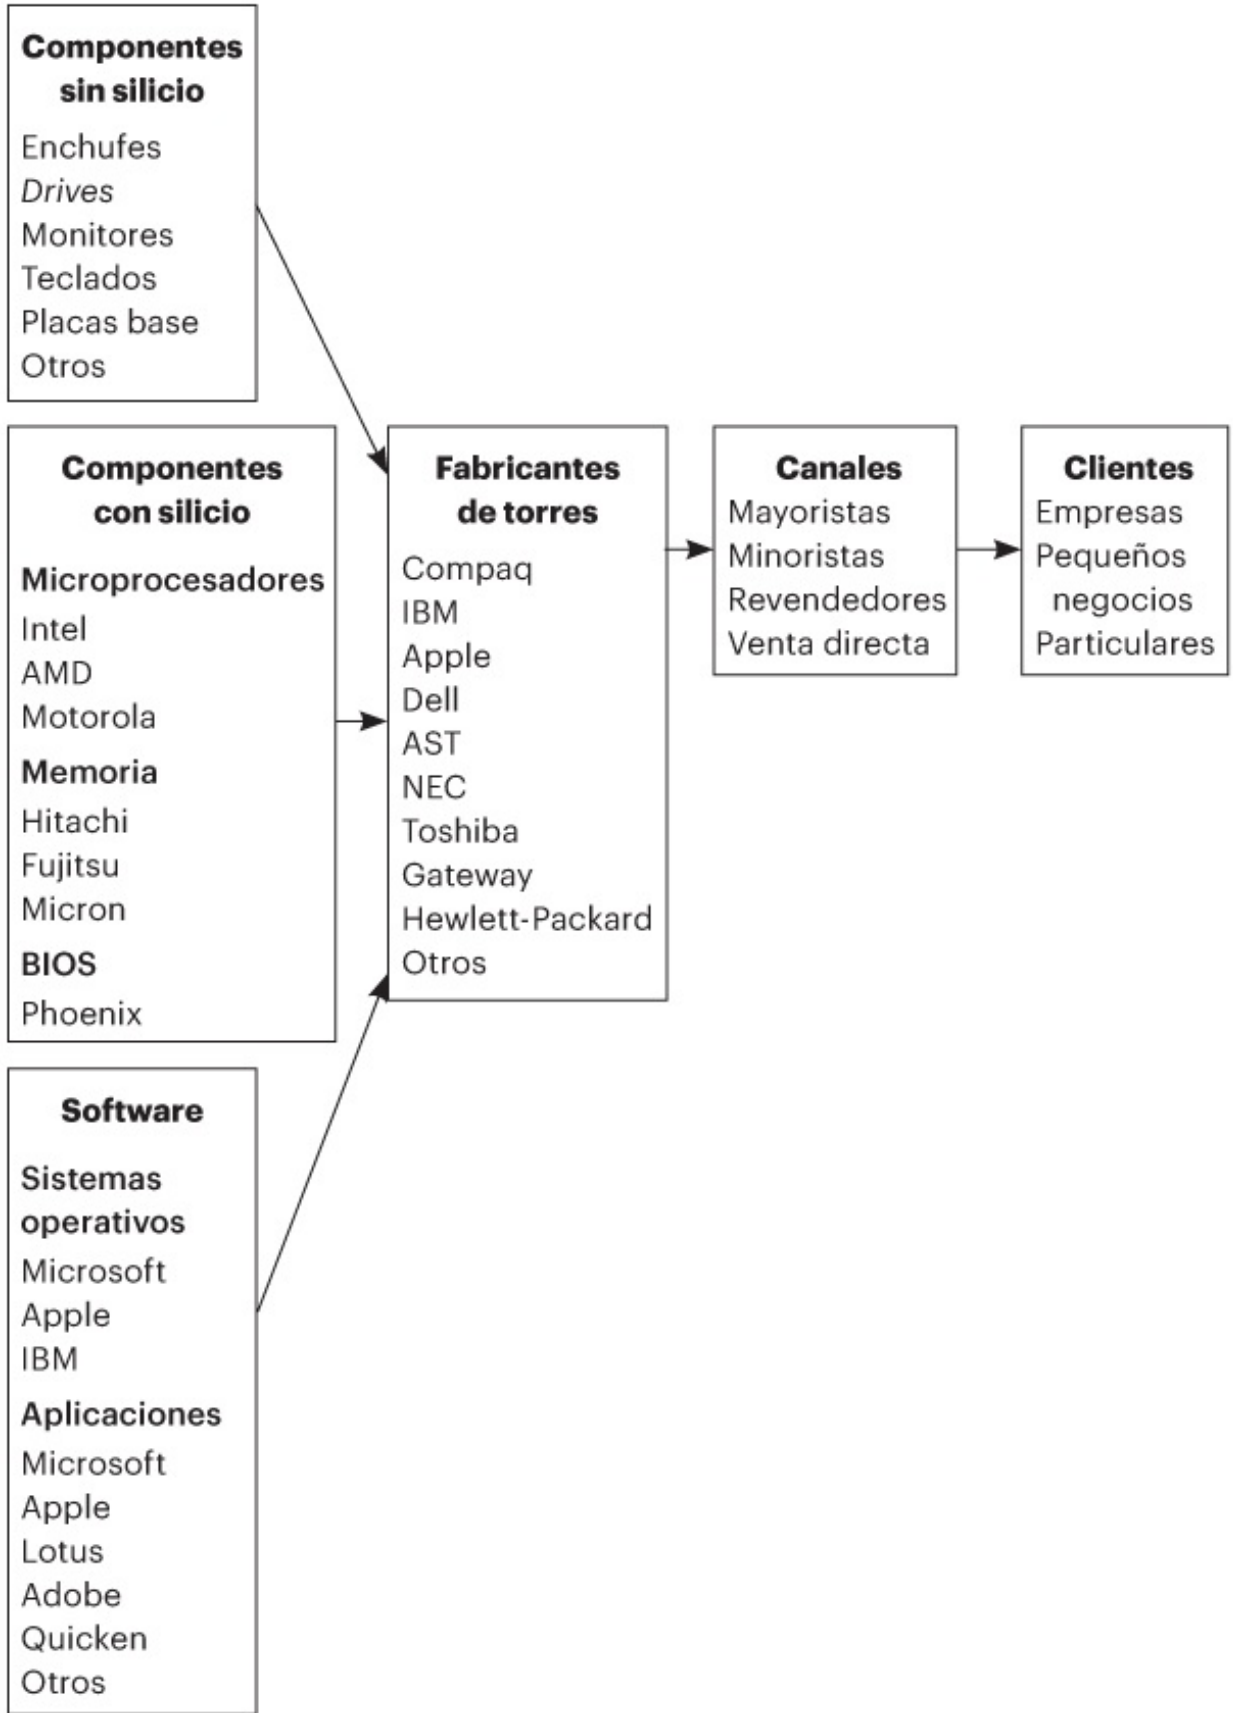 Componentes
sin silicio
Enchufes
Drives
Monitores
Teclados
Placas base
Otros
Componentes
con silicio
Microprocesadores
Intel
AMD
Motorola
Memoria
Hitachi
Fujitsu
Micron
BIOS
Phoenix
Software
Sistemas
operativos
Microsoft
Apple
IBM
Aplicaciones
Microsoft
Apple
Lotus
Adobe
Quicken
Otros
Fabricantes
de torres
Compaq
IBM
Apple
Dell
AST
NEC
Toshiba
Gateway
Hewlett-Packard
Otros
Canales
Mayoristas
Minoristas
Revendedores
Venta directa
Clientes
Empresas
Pequeños
negocios
Particulares